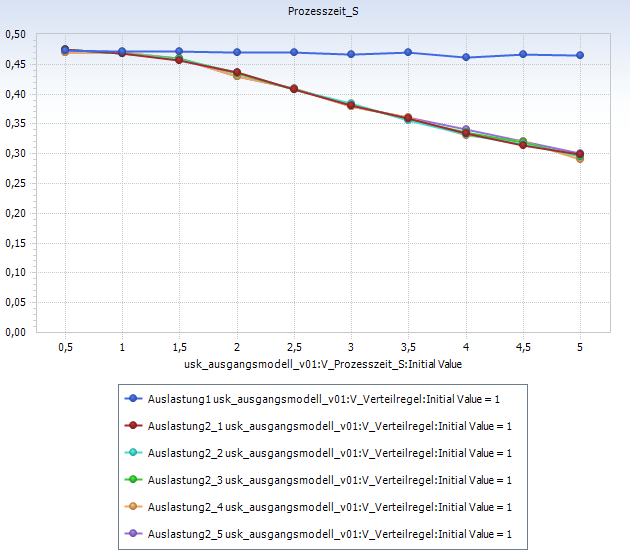 Prozesszeit_S
0,50
0,45
0,40
0,35
0,30
0,25
0,20
0,15
0,10
0,05
0,00
0,5 1 1,5 2 2,5 3 3,5 4 4,5 5
usk_ausgangsmodell_v01:V_Prozesszeit_S:Initial Value
Auslastung1 usk_ausgangsmodell_v01:V_Verteilregel:Initial Value = 1
Auslastung2_1 usk_ausgangsmodell_v01:V_Verteilregel:Initial Value = 1
Auslastung2_2 usk_ausgangsmodell_v01:V_Verteilregel:Initial Value = 1
Auslastung2_3 usk_ausgangsmodell_v01:V_Verteilregel:Initial Value = 1
Auslastung2_4 usk_ausgangsmodell_v01:V_Verteilregel:Initial Value = 1
Auslastung2_5 usk_ausgangsmodell_v01:V_Verteilregel:Initial Value = 1